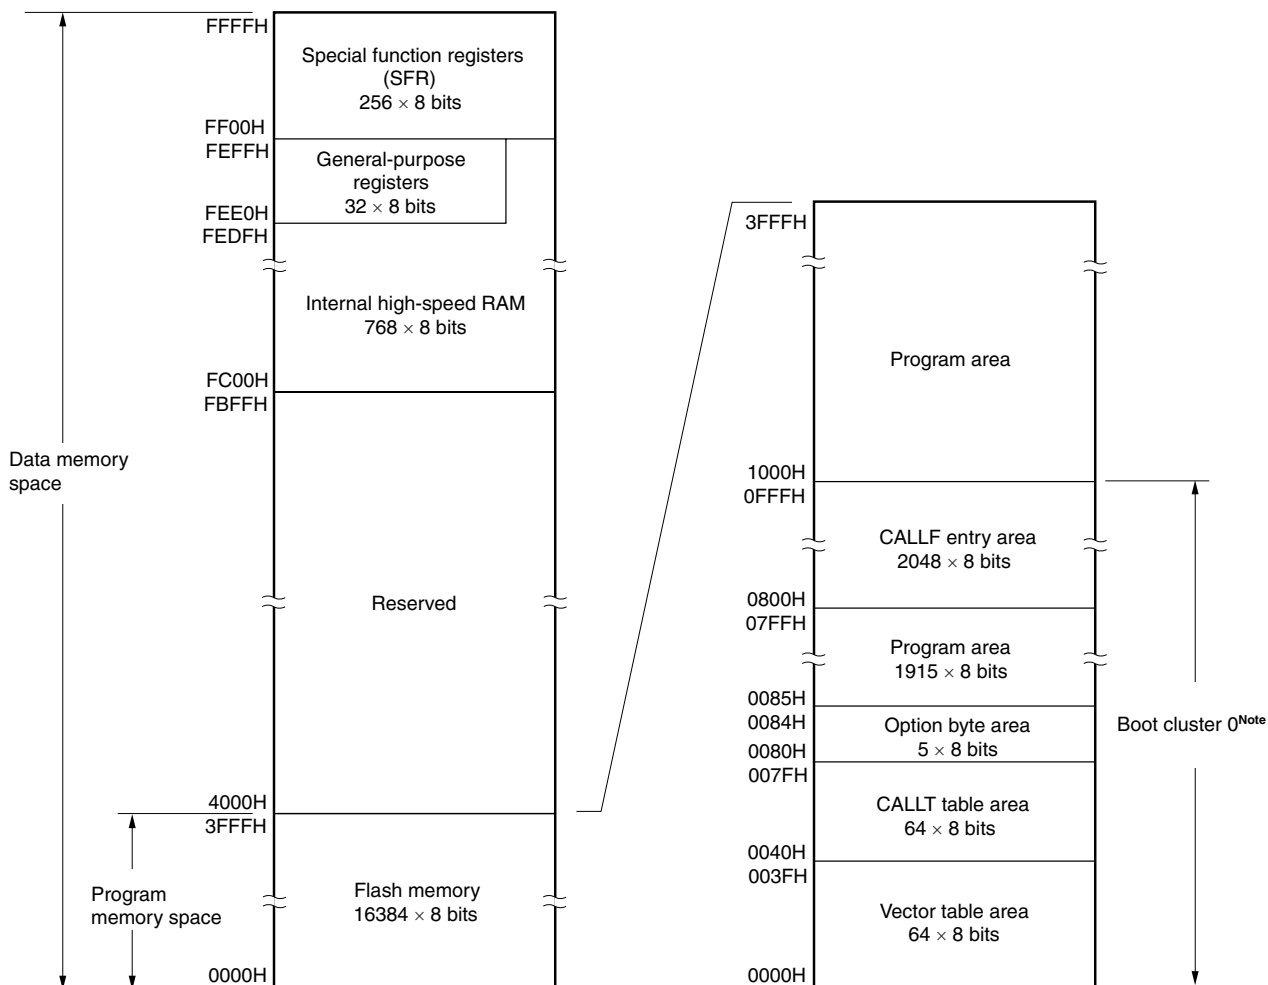 FFFFH
Special function registers
(SFR)
256 × 8 bits
FF00H
FEFFH
General-purpose
registers
32 × 8 bits
FEE0H
FEDFH
Internal high-speed RAM
768 × 8 bits
FC00H
FBFFH
Data memory
space
Reserved
4000H
3FFFH
Program
memory space
Flash memory
16384 × 8 bits
0000H
3FFFH
Program area
1000H
0FFFH
CALLF entry area
2048 × 8 bits
0800H
07FFH
Program area
1915 × 8 bits
0085H
0084H
Option byte area
5 × 8 bits
0080H
007FH
CALLT table area
64 × 8 bits
0040H
003FH
Vector table area
64 × 8 bits
0000H
Boot cluster 0Note